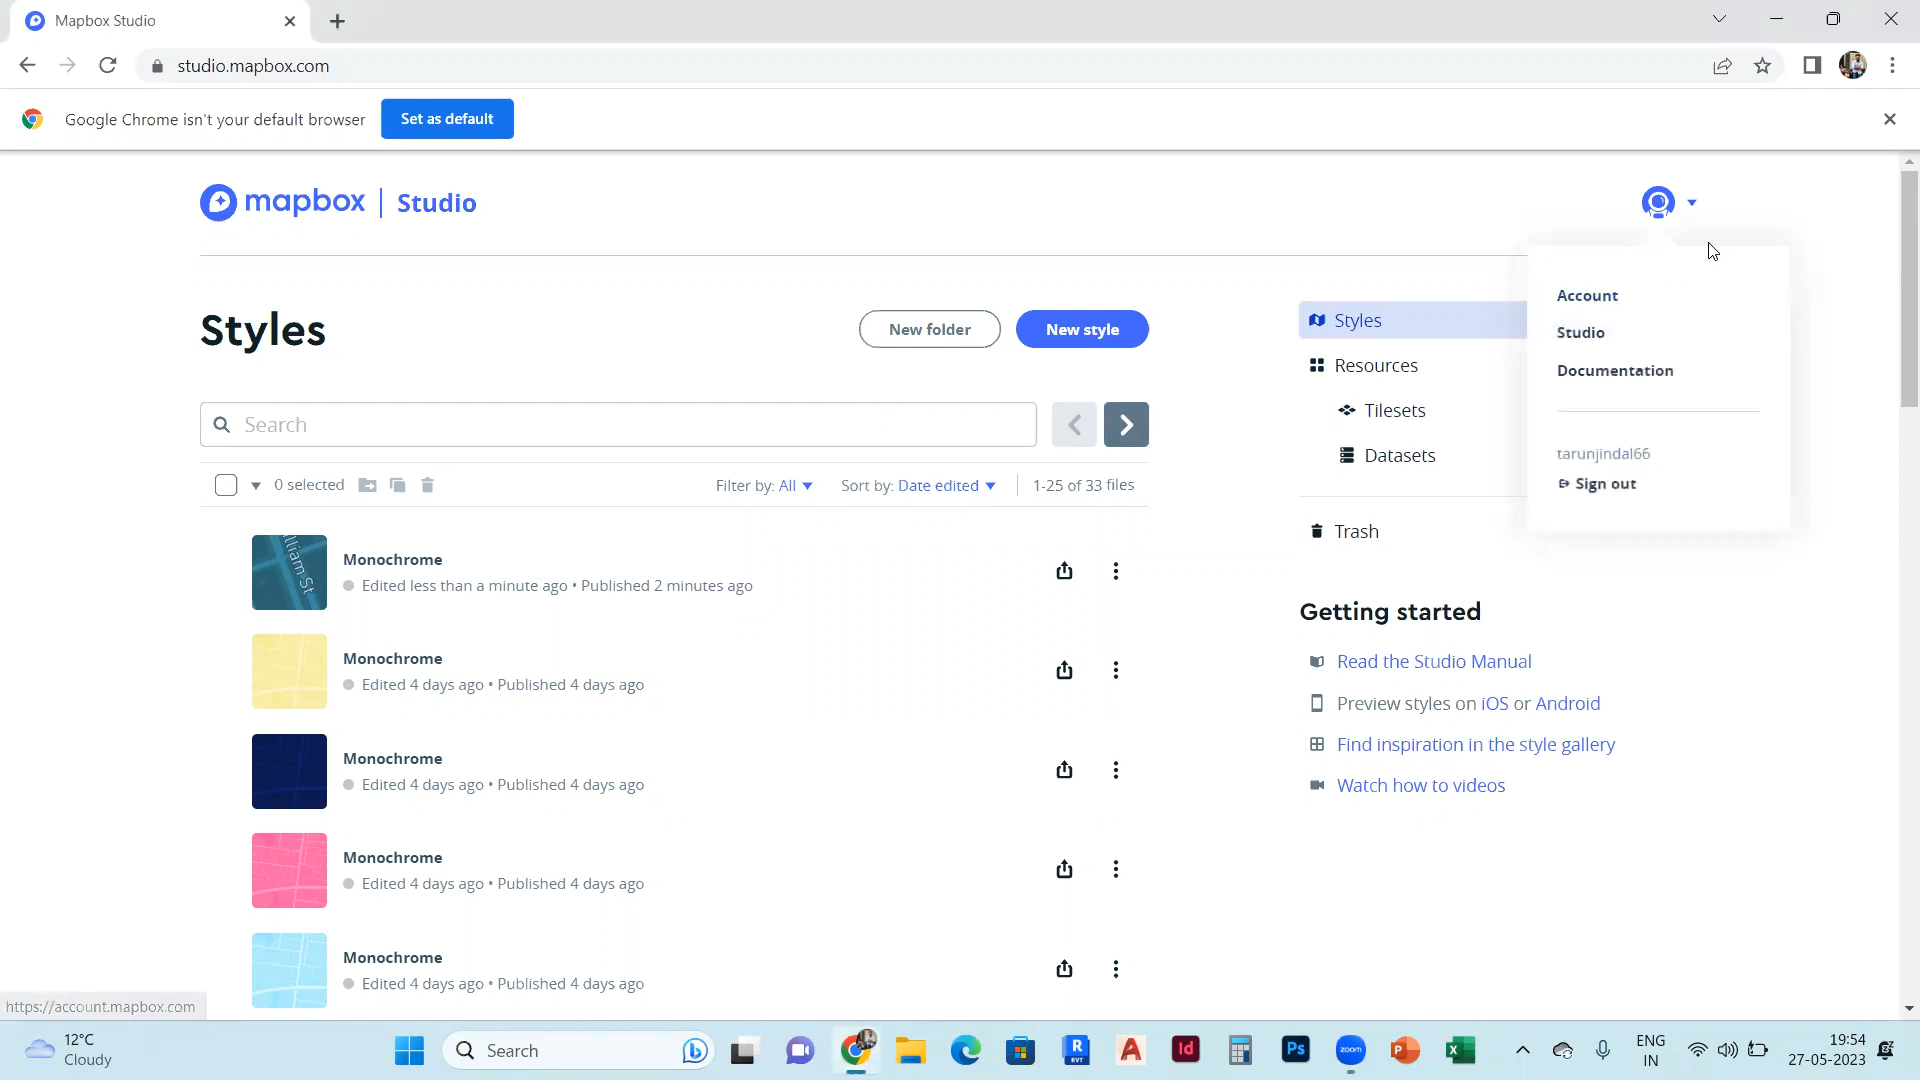 Mapbox Studio
studio.mapbox.com
Google Chrome isn't your default browser
Set as default
mapbox | Studio
Account
Studio
Documentation
tarunjindal66
Sign out
Styles
New folder
New style
Search
0 selected
Filter by: All
Sort by: Date edited
1-25 of 33 files
lliam St
Monochrome
Edited less than a minute ago • Published 2 minutes ago
Monochrome
Edited 4 days ago • Published 4 days ago
Monochrome
Edited 4 days ago • Published 4 days ago
Monochrome
Edited 4 days ago • Published 4 days ago
Monochrome
Edited 4 days ago • Published 4 days ago
Styles
Resources
Tilesets
Datasets
Trash
Getting started
Read the Studio Manual
Preview styles on iOS or Android
Find inspiration in the style gallery
Watch how to videos
https://account.mapbox.com
12°C
Cloudy
Search
R
RVT
A
Id
Ps
zoom
P
X
ENG
IN
19:54
27-05-2023